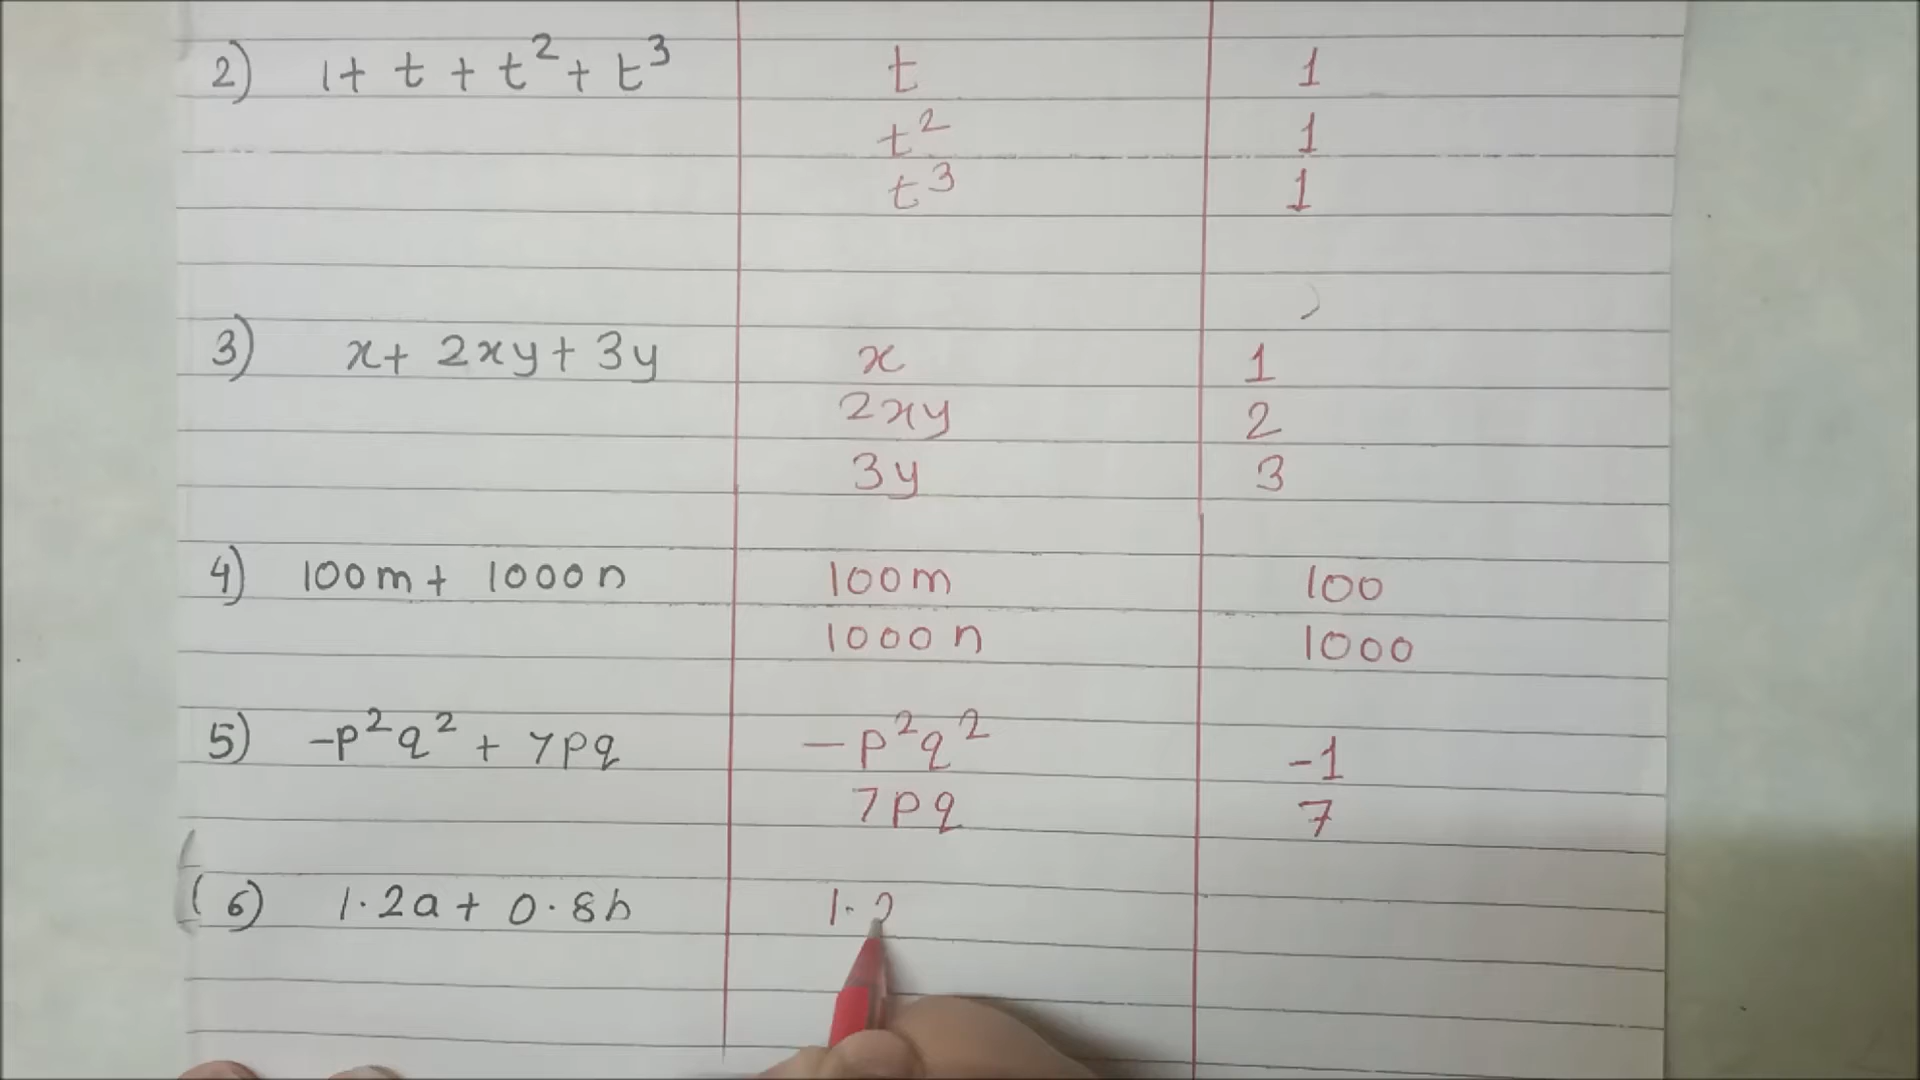 2) 1+ t + t² + t³ t 1
t² 1
t³ 1
3) x+ 2xy+ 3y x 1
2xy 2
3y 3
4) 100m+ 1000n 100m 100
1000n 1000
5) -p²q² + 7pq -p²q² -1
7pq 7
(6) 1.2a+ 0.8b 1.2